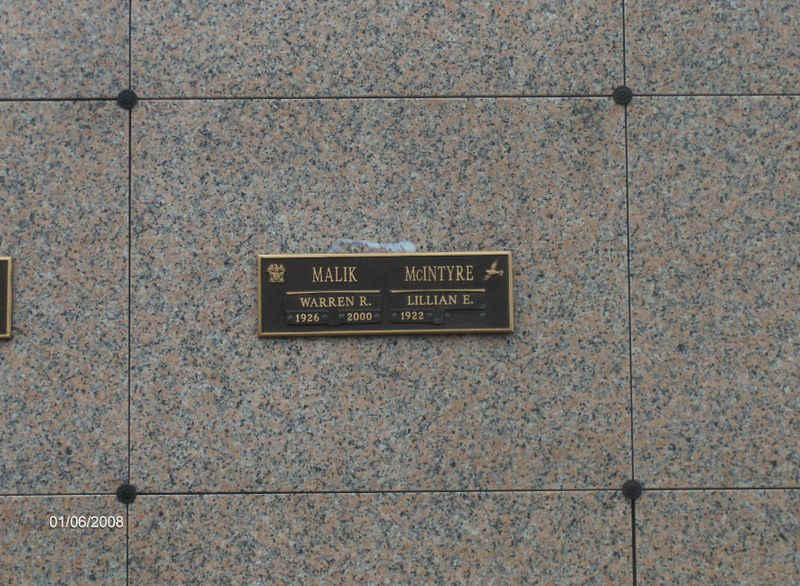 MALIK McINTYRE
WARREN R. LILLIAN E.
1926 2000 1922
01/06/2008